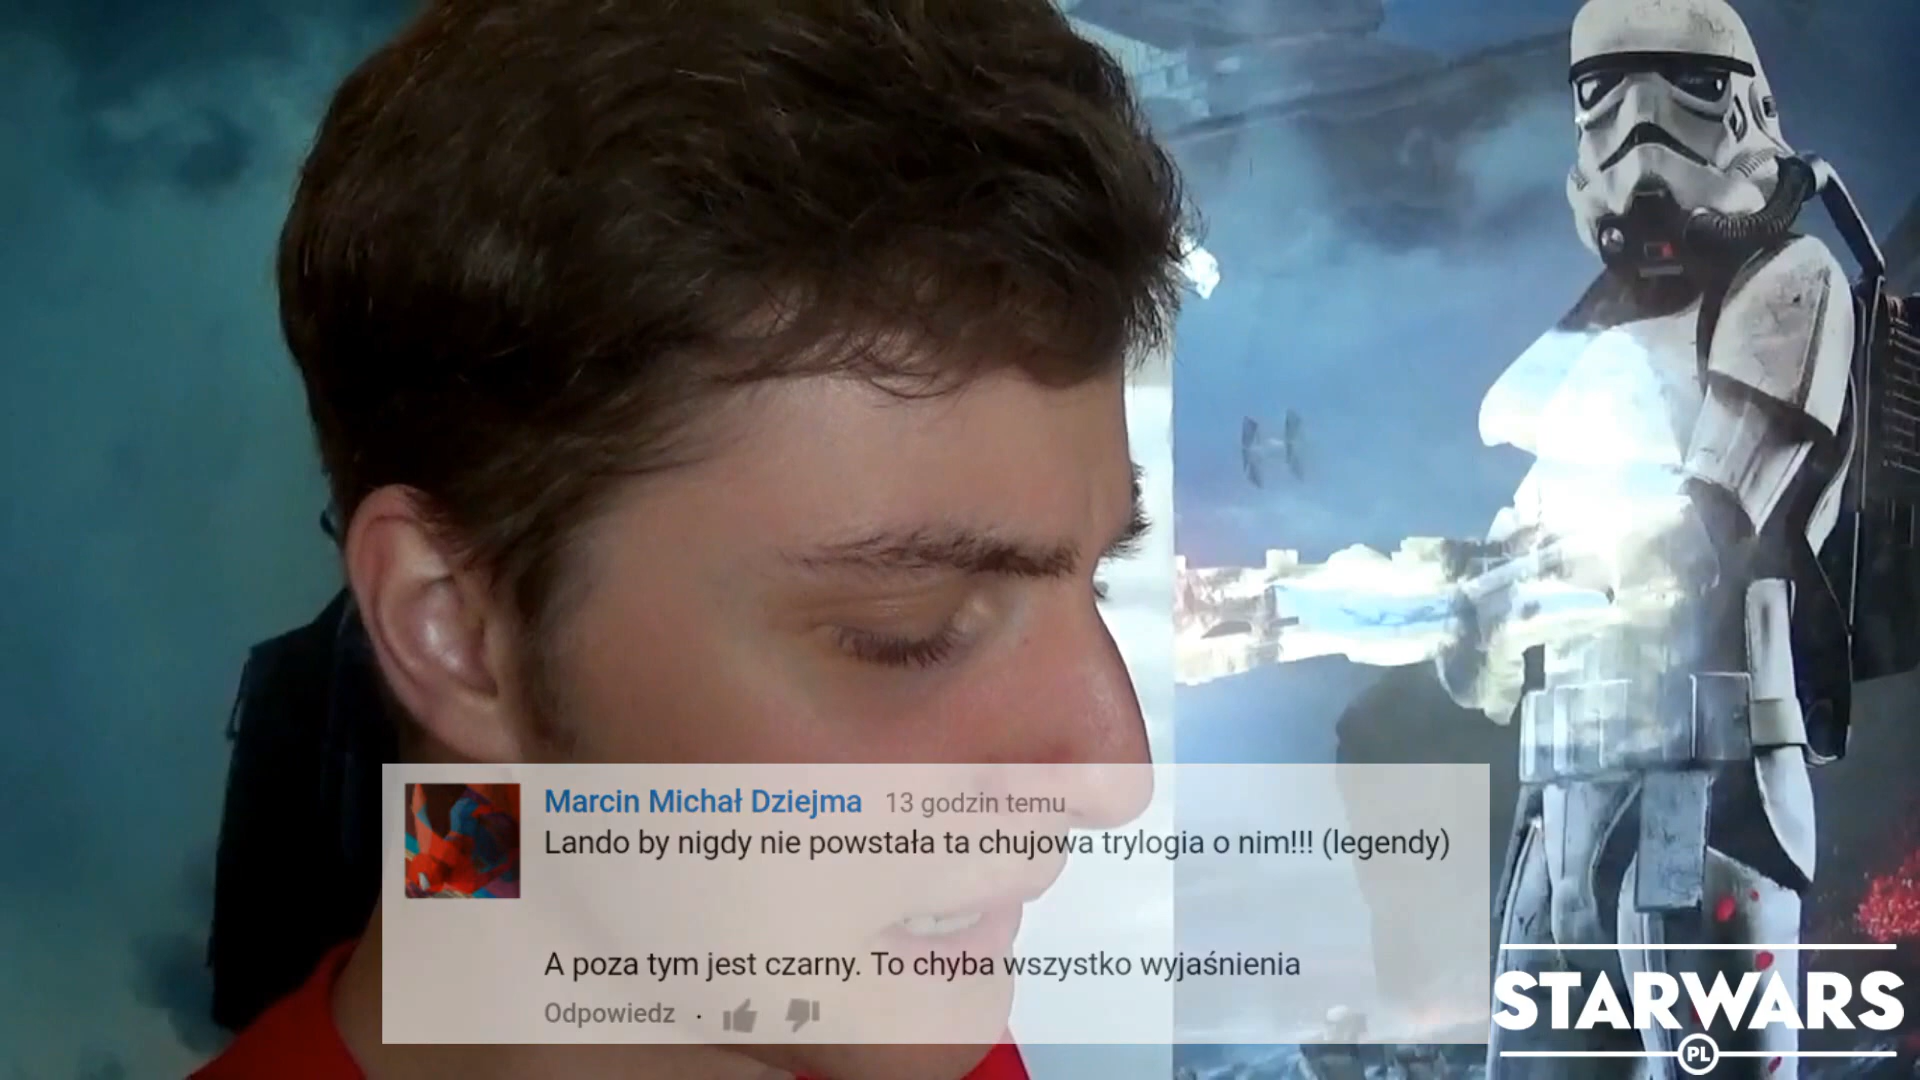 Marcin Michał Dziejma 13 godzin temu
Lando by nigdy nie powstała ta chujowa trylogia o nim!!! (legendy)
A poza tym jest czarny. To chyba wszystko wyjaśnienia
Odpowiedz ·
STARWARS
PL